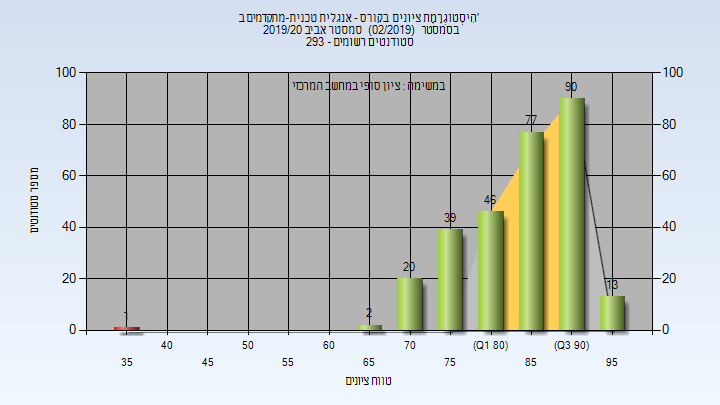 היסטוגרמת ציונים בקורס - אנגלית טכנית-מתקדמים ב'
בסמסטר (02/2019) סמסטר אביב 2019/20
סטודנטים רשומים - 293
במשימה : ציון סופי במחשב המרכזי
100 100
80 80
60 60
40 40
20 20
0 0
מספר סטודנטים
1 2 20 39 46 77 90 13
40 50 60 70 (Q1 80) (Q3 90)
35 45 55 65 75 85 95
טווח ציונים